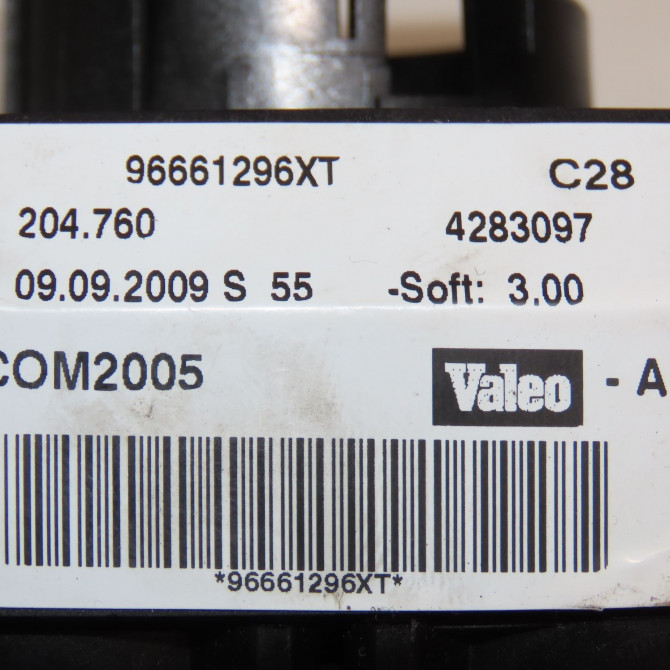 96661296XT C28
204.760 4283097
09.09.2009 S 55 -Soft: 3.00
COM2005 Valeo - A
*96661296XT*